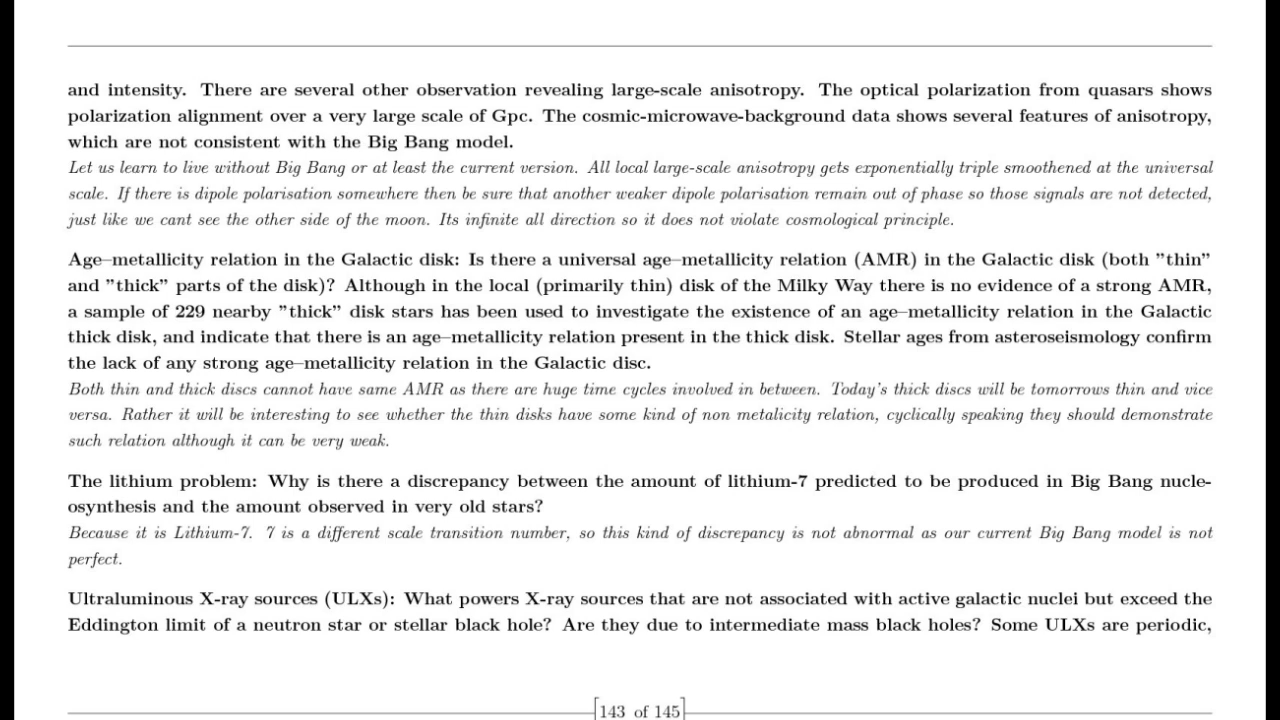 and intensity. There are several other observation revealing large-scale anisotropy. The optical polarization from quasars shows
polarization alignment over a very large scale of Gpc. The cosmic-microwave-background data shows several features of anisotropy,
which are not consistent with the Big Bang model.
Let us learn to live without Big Bang or at least the current version. All local large-scale anisotropy gets exponentially triple smoothened at the universal
scale. If there is dipole polarisation somewhere then be sure that another weaker dipole polarisation remain out of phase so those signals are not detected,
just like we cant see the other side of the moon. Its infinite all direction so it does not violate cosmological principle.
Age–metallicity relation in the Galactic disk: Is there a universal age–metallicity relation (AMR) in the Galactic disk (both ”thin”
and ”thick” parts of the disk)? Although in the local (primarily thin) disk of the Milky Way there is no evidence of a strong AMR,
a sample of 229 nearby ”thick” disk stars has been used to investigate the existence of an age–metallicity relation in the Galactic
thick disk, and indicate that there is an age–metallicity relation present in the thick disk. Stellar ages from asteroseismology confirm
the lack of any strong age–metallicity relation in the Galactic disc.
Both thin and thick discs cannot have same AMR as there are huge time cycles involved in between. Today's thick discs will be tomorrows thin and vice
versa. Rather it will be interesting to see whether the thin disks have some kind of non metalicity relation, cyclically speaking they should demonstrate
such relation although it can be very weak.
The lithium problem: Why is there a discrepancy between the amount of lithium-7 predicted to be produced in Big Bang nucle-
osynthesis and the amount observed in very old stars?
Because it is Lithium-7. 7 is a different scale transition number, so this kind of discrepancy is not abnormal as our current Big Bang model is not
perfect.
Ultraluminous X-ray sources (ULXs): What powers X-ray sources that are not associated with active galactic nuclei but exceed the
Eddington limit of a neutron star or stellar black hole? Are they due to intermediate mass black holes? Some ULXs are periodic,
143 of 145